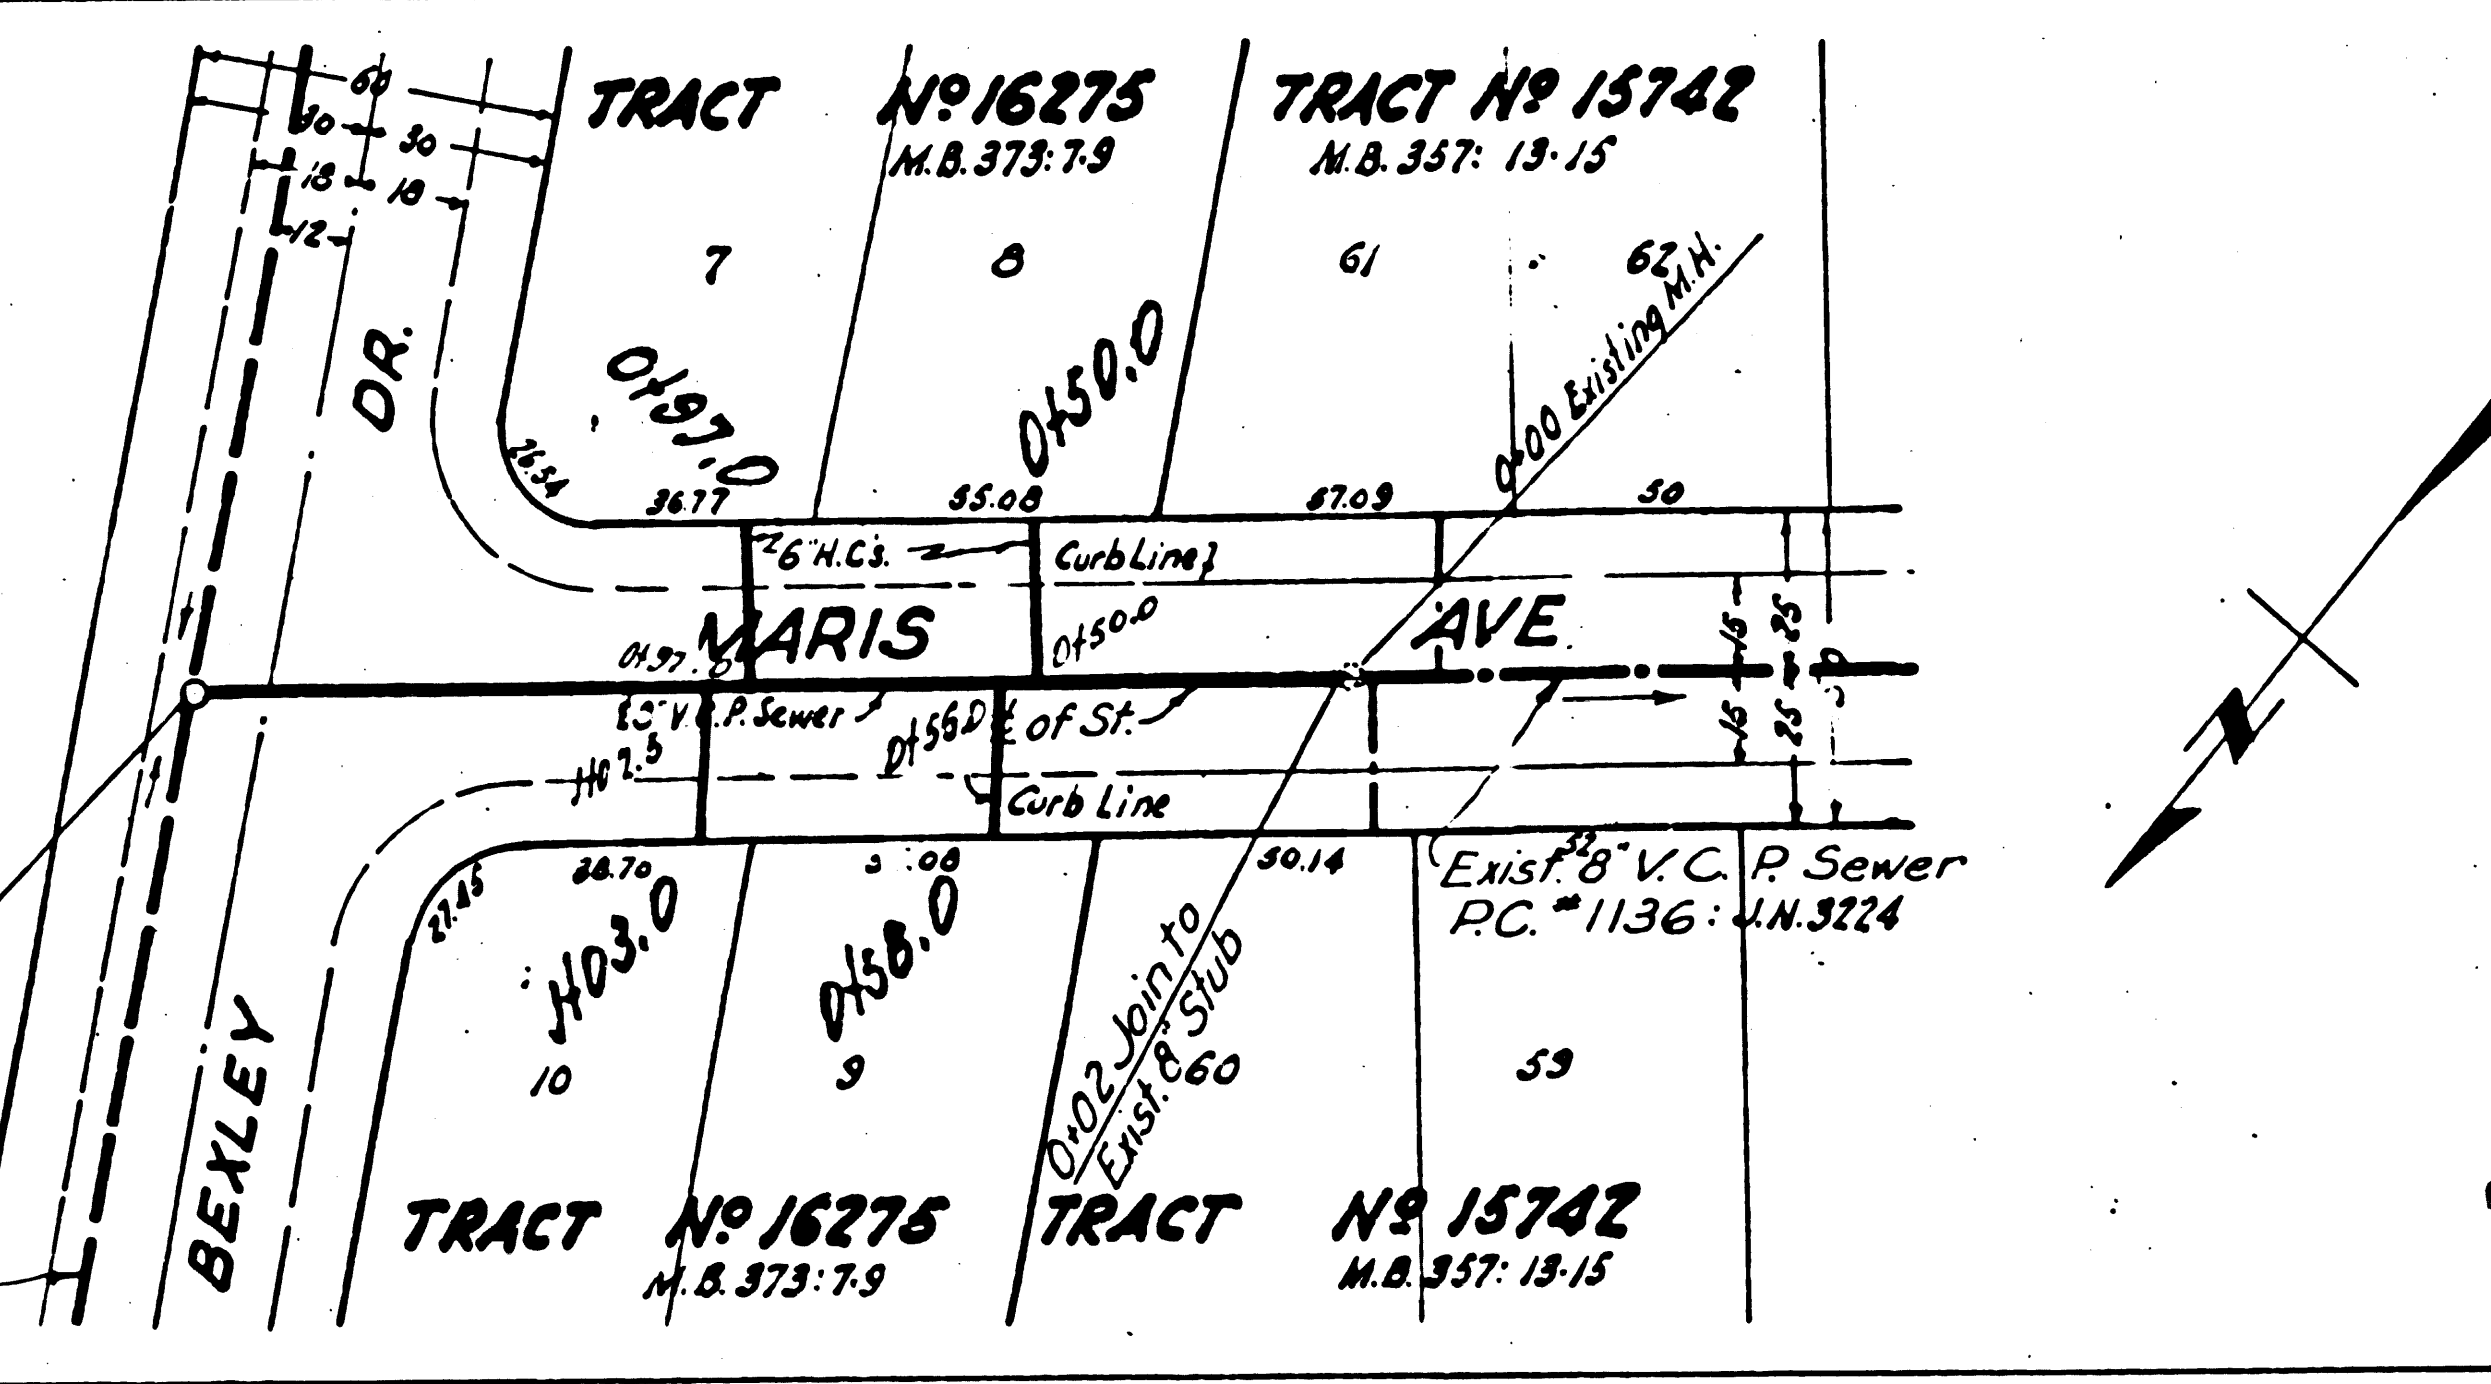 60
30
30
18
18
12
TRACT No 16275
M.B. 373:7-9
TRACT No 15742
M.B. 357: 13-15
7
8
61
62
0+00 Existing M.H.
DR.
0+97.0
0+50.0
26.54
36.77
55.08
57.09
50
6" H.C's.
Curb Line
MARIS AVE.
0+97.0
0+50.0
15
25
15
25
8" V.C.P. Sewer
0+58.0
℄ of St.
1+02.5
Curb Line
27.45
38.70
50.14
52
Exist. 8" V.C.P. Sewer
P.C. #1136: J.N. 3224
1+03.0
0+58.0
0+02 Join to
Exist. 8" Stub
10
9
60
59
BEXLEY
TRACT No 16275
M.B. 373:7-9
TRACT No 15742
M.B. 357: 13-15
N